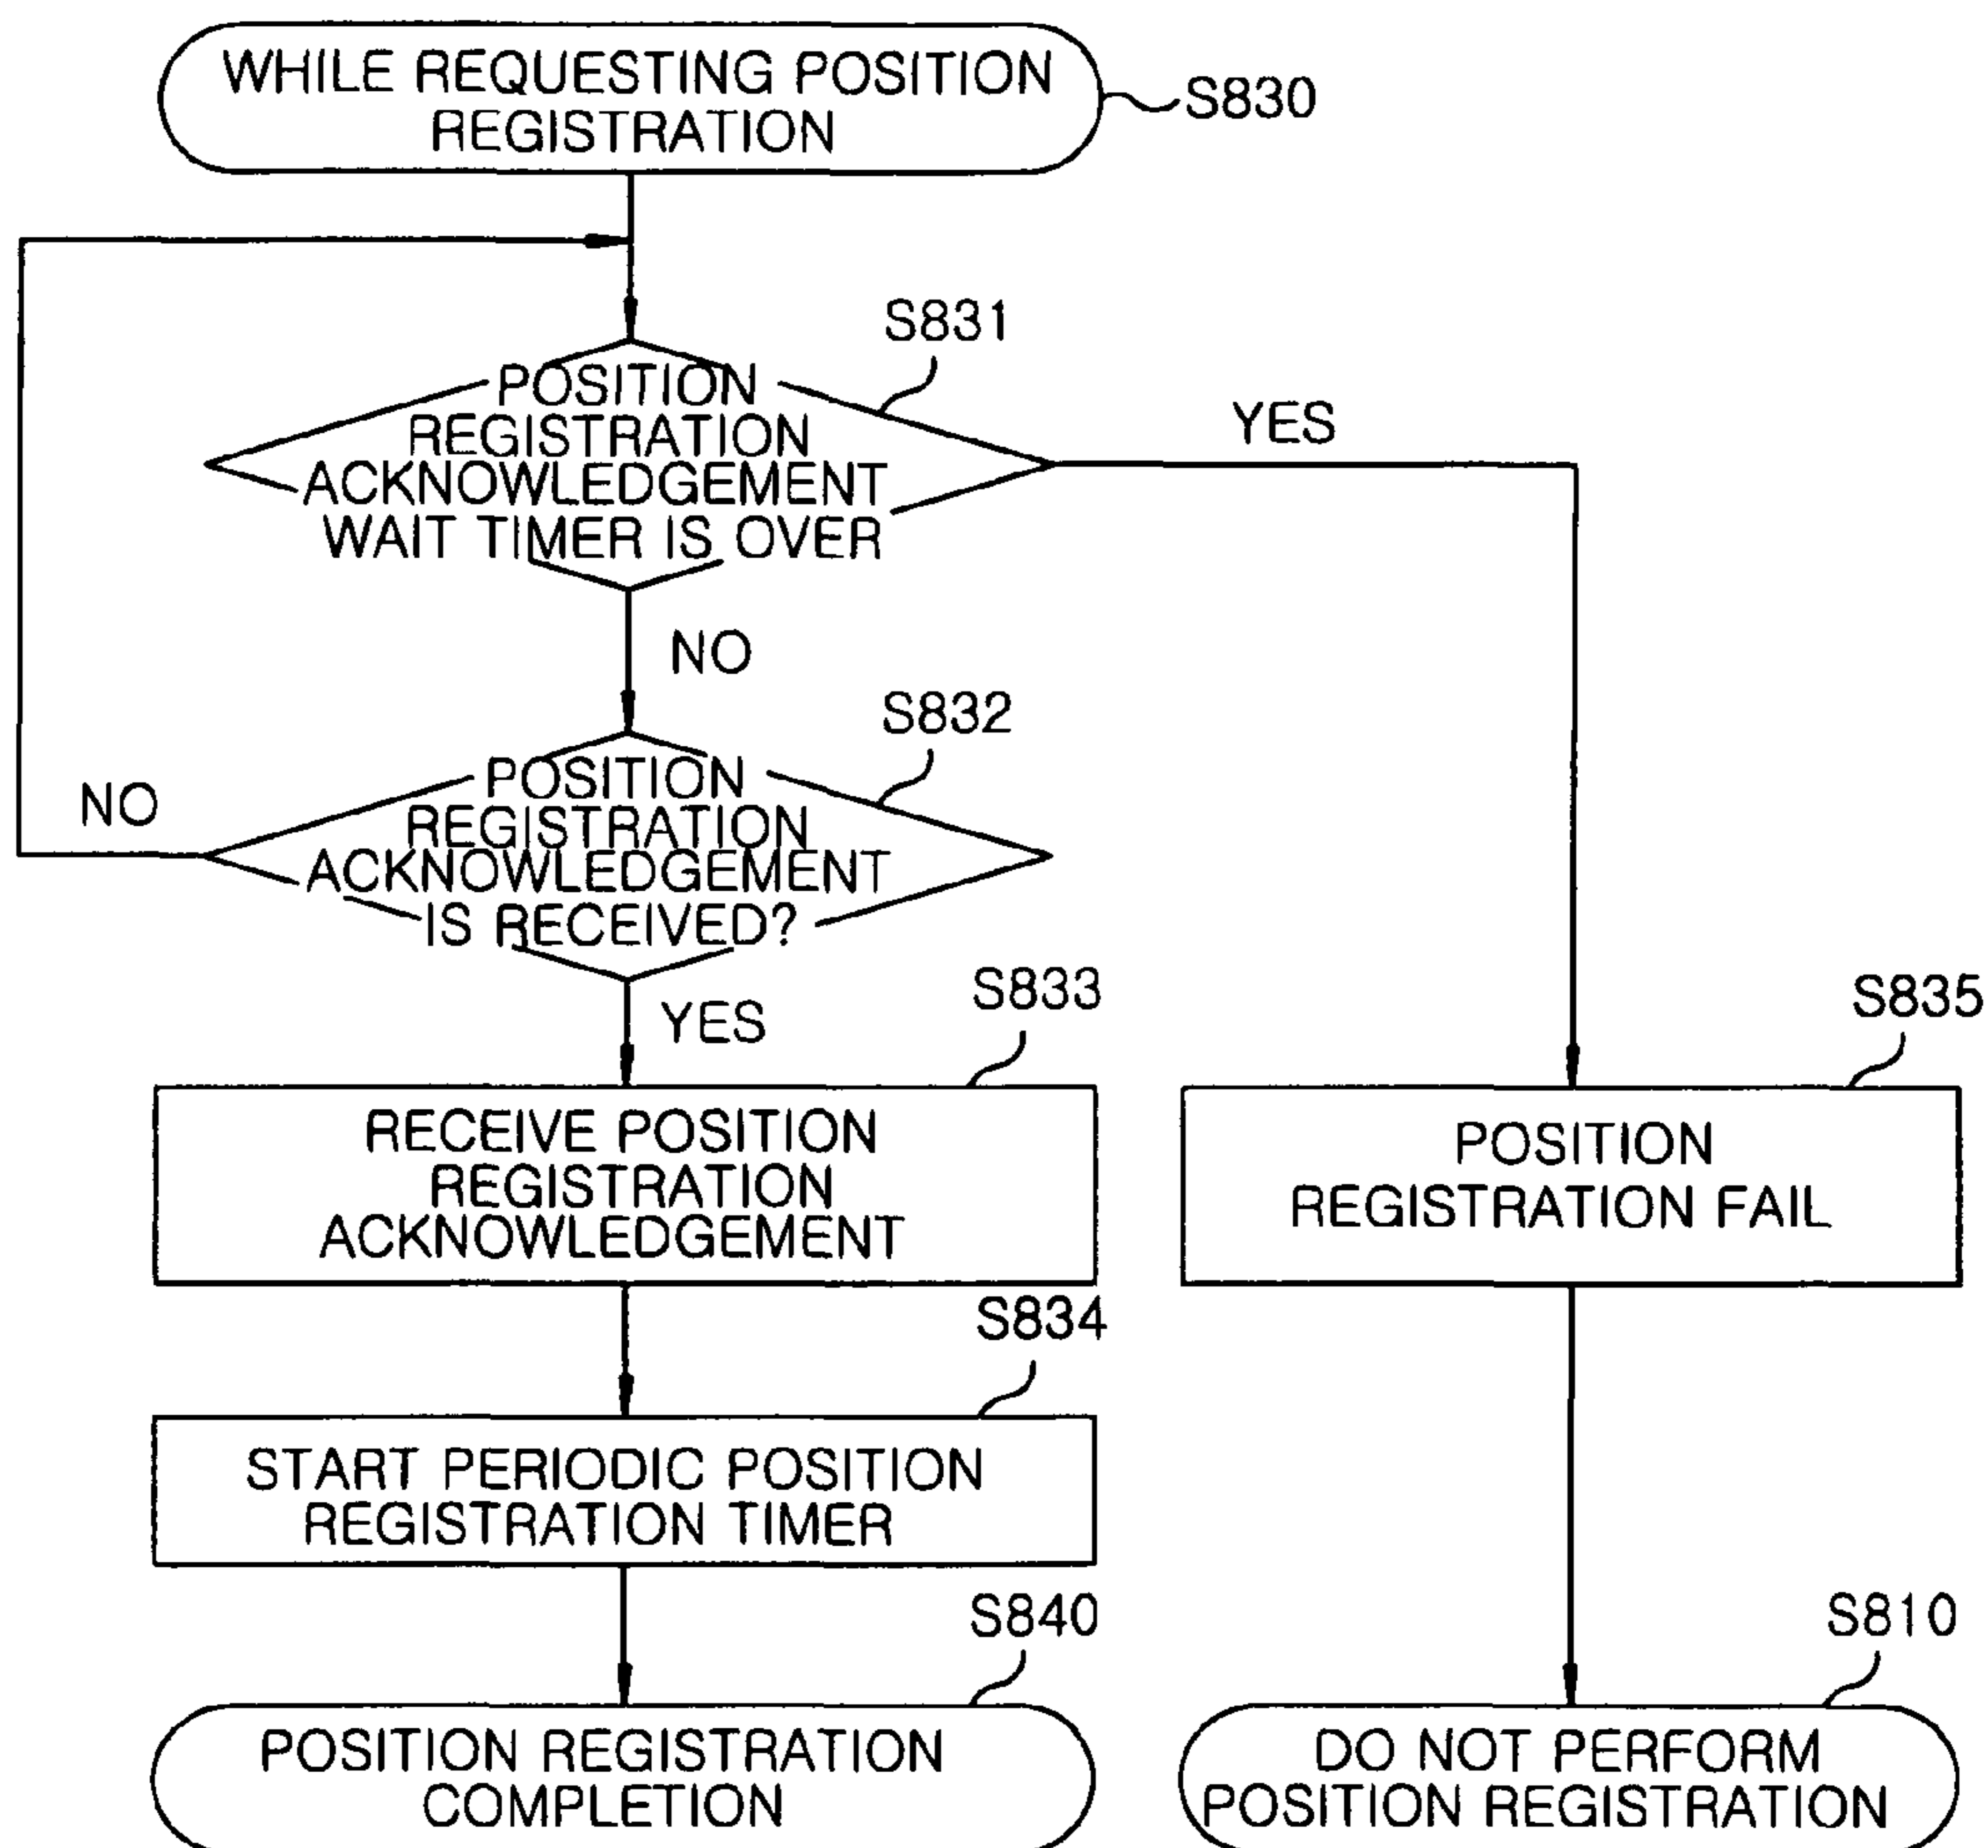 WHILE REQUESTING POSITION
REGISTRATION
S830
S831
POSITION
REGISTRATION
ACKNOWLEDGEMENT
WAIT TIMER IS OVER
YES
NO
S832
POSITION
REGISTRATION
ACKNOWLEDGEMENT
IS RECEIVED?
NO
YES
S833
RECEIVE POSITION
REGISTRATION
ACKNOWLEDGEMENT
S835
POSITION
REGISTRATION FAIL
S834
START PERIODIC POSITION
REGISTRATION TIMER
S840
POSITION REGISTRATION
COMPLETION
S810
DO NOT PERFORM
POSITION REGISTRATION